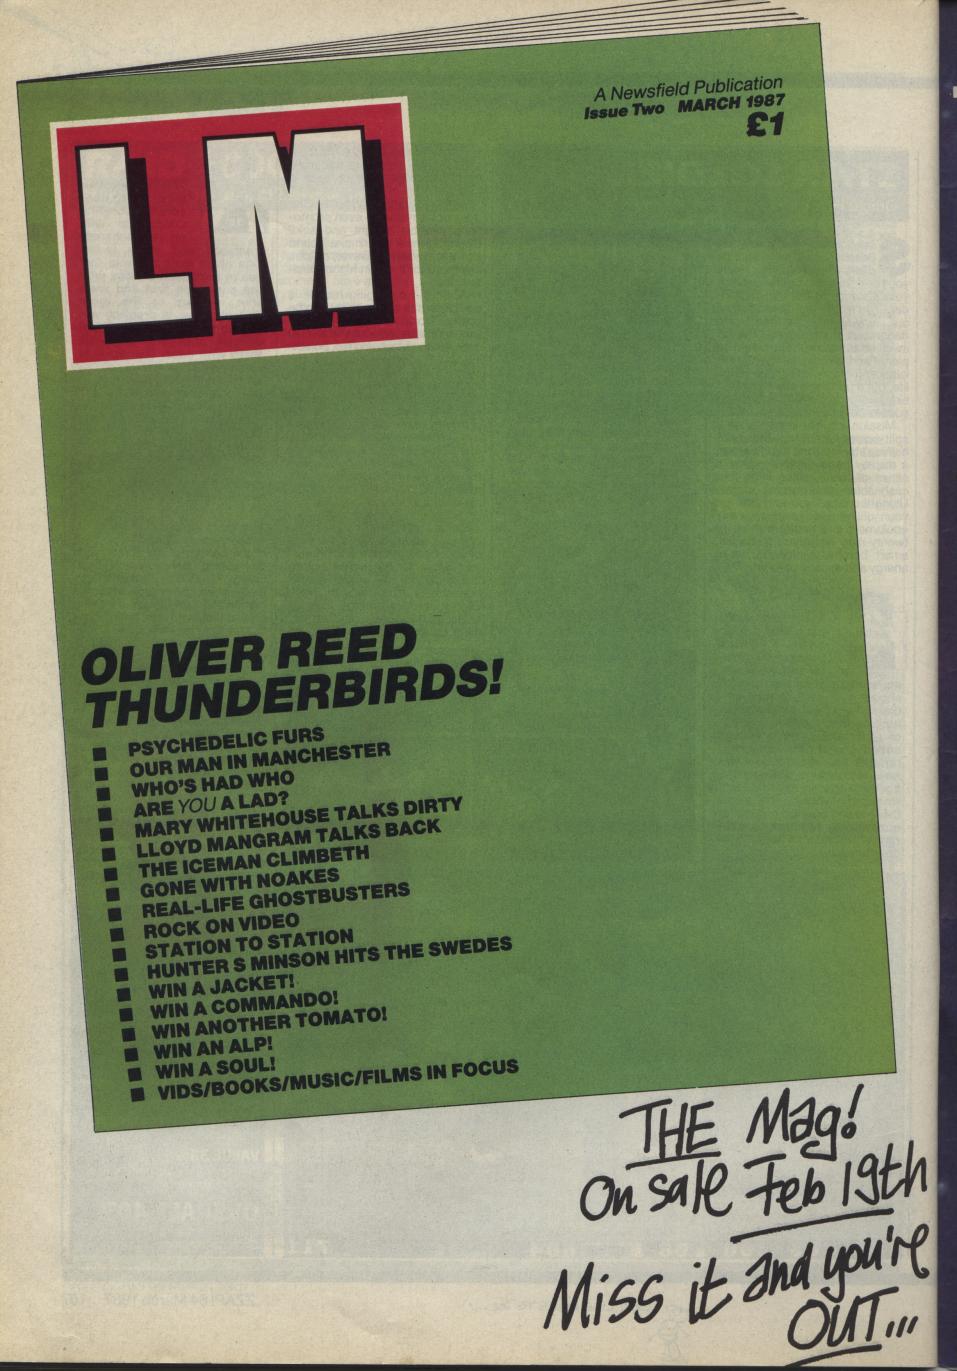 A Newsfield Publication
Issue Two MARCH 1987
£1
LM
OLIVER REED
THUNDERBIRDS!
■ PSYCHEDELIC FURS
■ OUR MAN IN MANCHESTER
■ WHO'S HAD WHO
■ ARE YOU A LAD?
■ MARY WHITEHOUSE TALKS DIRTY
■ LLOYD MANGRAM TALKS BACK
■ THE ICEMAN CLIMBETH
■ GONE WITH NOAKES
■ REAL-LIFE GHOSTBUSTERS
■ ROCK ON VIDEO
■ STATION TO STATION
■ HUNTER S MINSON HITS THE SWEDES
■ WIN A JACKET!
■ WIN A COMMANDO!
■ WIN ANOTHER TOMATO!
■ WIN AN ALP!
■ WIN A SOUL!
■ VIDS/BOOKS/MUSIC/FILMS IN FOCUS
THE Mag!
On sale Feb 19th
Miss it and you're
OUT...